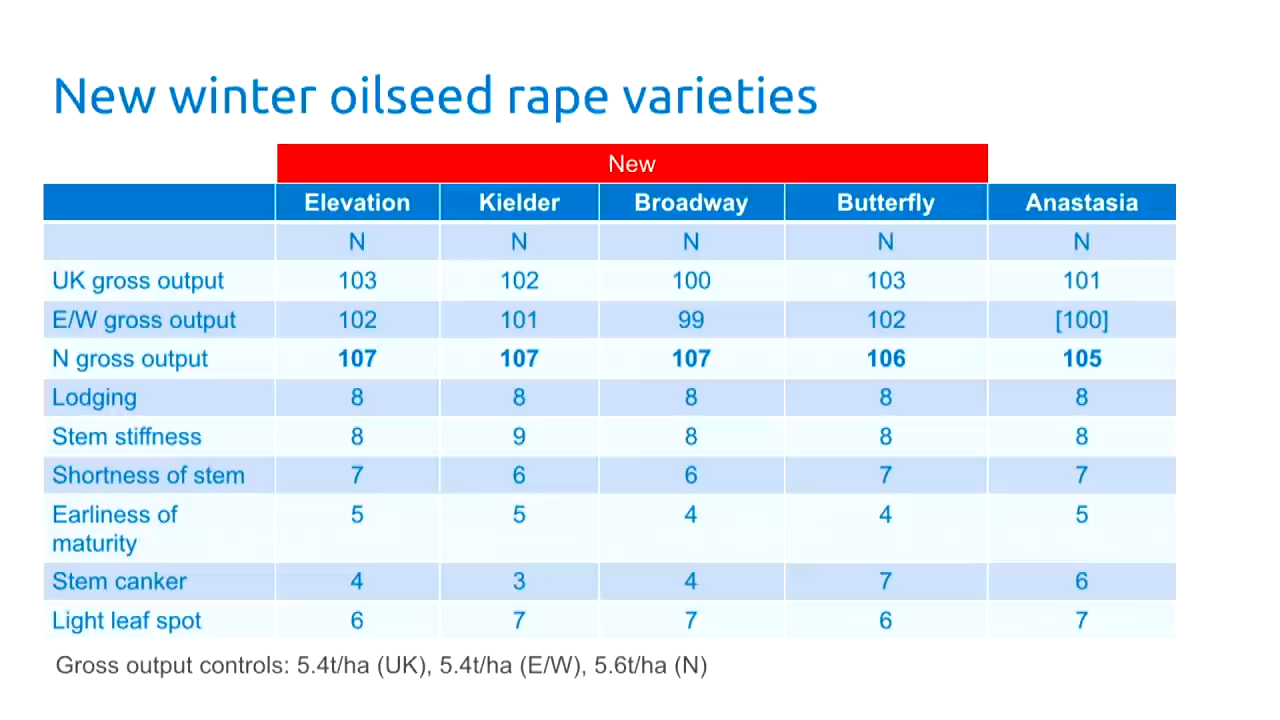 New winter oilseed rape varieties
New
Elevation Kielder Broadway Butterfly Anastasia
N N N N N
UK gross output 103 102 100 103 101
E/W gross output 102 101 99 102 [100]
N gross output 107 107 107 106 105
Lodging 8 8 8 8 8
Stem stiffness 8 9 8 8 8
Shortness of stem 7 6 6 7 7
Earliness of 5 5 4 4 5
maturity
Stem canker 4 3 4 7 6
Light leaf spot 6 7 7 6 7
Gross output controls: 5.4t/ha (UK), 5.4t/ha (E/W), 5.6t/ha (N)